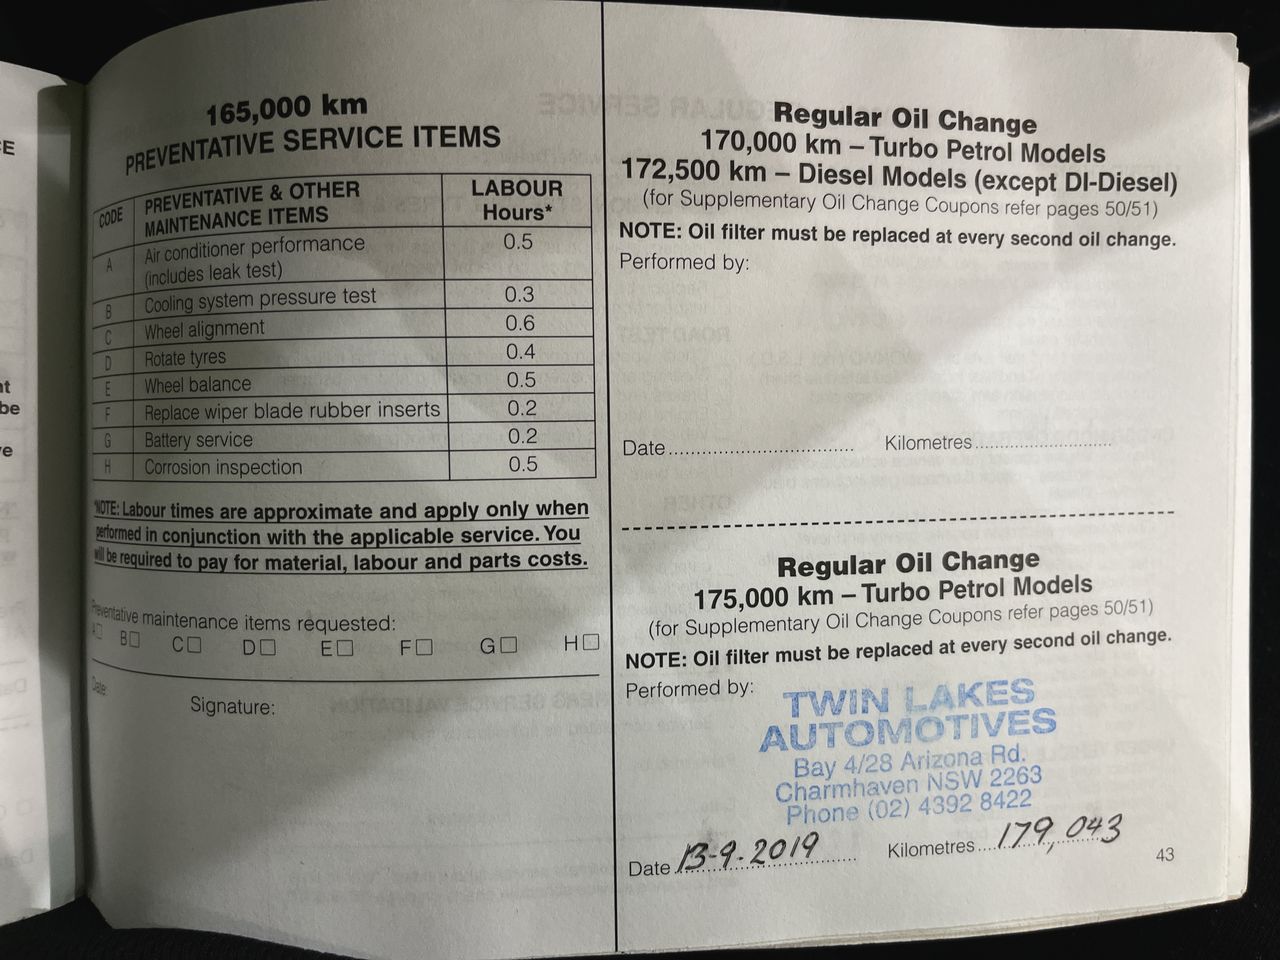 165,000 km
PREVENTATIVE SERVICE ITEMS
CODE PREVENTATIVE & OTHER MAINTENANCE ITEMS LABOUR Hours*
A Air conditioner performance (includes leak test) 0.5
B Cooling system pressure test 0.3
C Wheel alignment 0.6
D Rotate tyres 0.4
E Wheel balance 0.5
F Replace wiper blade rubber inserts 0.2
G Battery service 0.2
H Corrosion inspection 0.5
*NOTE: Labour times are approximate and apply only when
performed in conjunction with the applicable service. You
will be required to pay for material, labour and parts costs.
Preventative maintenance items requested:
A☐ B☐ C☐ D☐ E☐ F☐ G☐ H☐
Date:
Signature:
Regular Oil Change
170,000 km – Turbo Petrol Models
172,500 km – Diesel Models (except DI-Diesel)
(for Supplementary Oil Change Coupons refer pages 50/51)
NOTE: Oil filter must be replaced at every second oil change.
Performed by:
Date.................................. Kilometres.........................
Regular Oil Change
175,000 km – Turbo Petrol Models
(for Supplementary Oil Change Coupons refer pages 50/51)
NOTE: Oil filter must be replaced at every second oil change.
Performed by:
TWIN LAKES
AUTOMOTIVES
Bay 4/28 Arizona Rd.
Charmhaven NSW 2263
Phone (02) 4392 8422
Date 13-9-2019 Kilometres 179,043
43